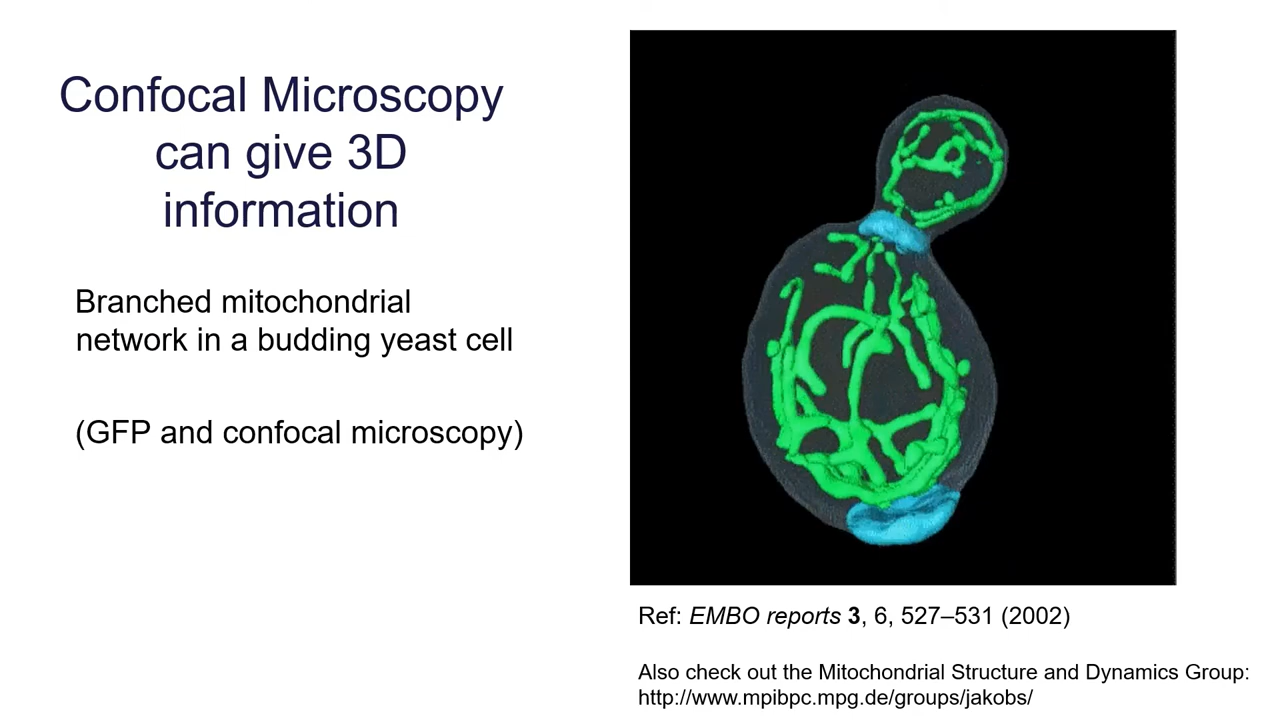 Confocal Microscopy
can give 3D
information
Branched mitochondrial
network in a budding yeast cell
(GFP and confocal microscopy)
Ref: EMBO reports 3, 6, 527–531 (2002)
Also check out the Mitochondrial Structure and Dynamics Group:
http://www.mpibpc.mpg.de/groups/jakobs/